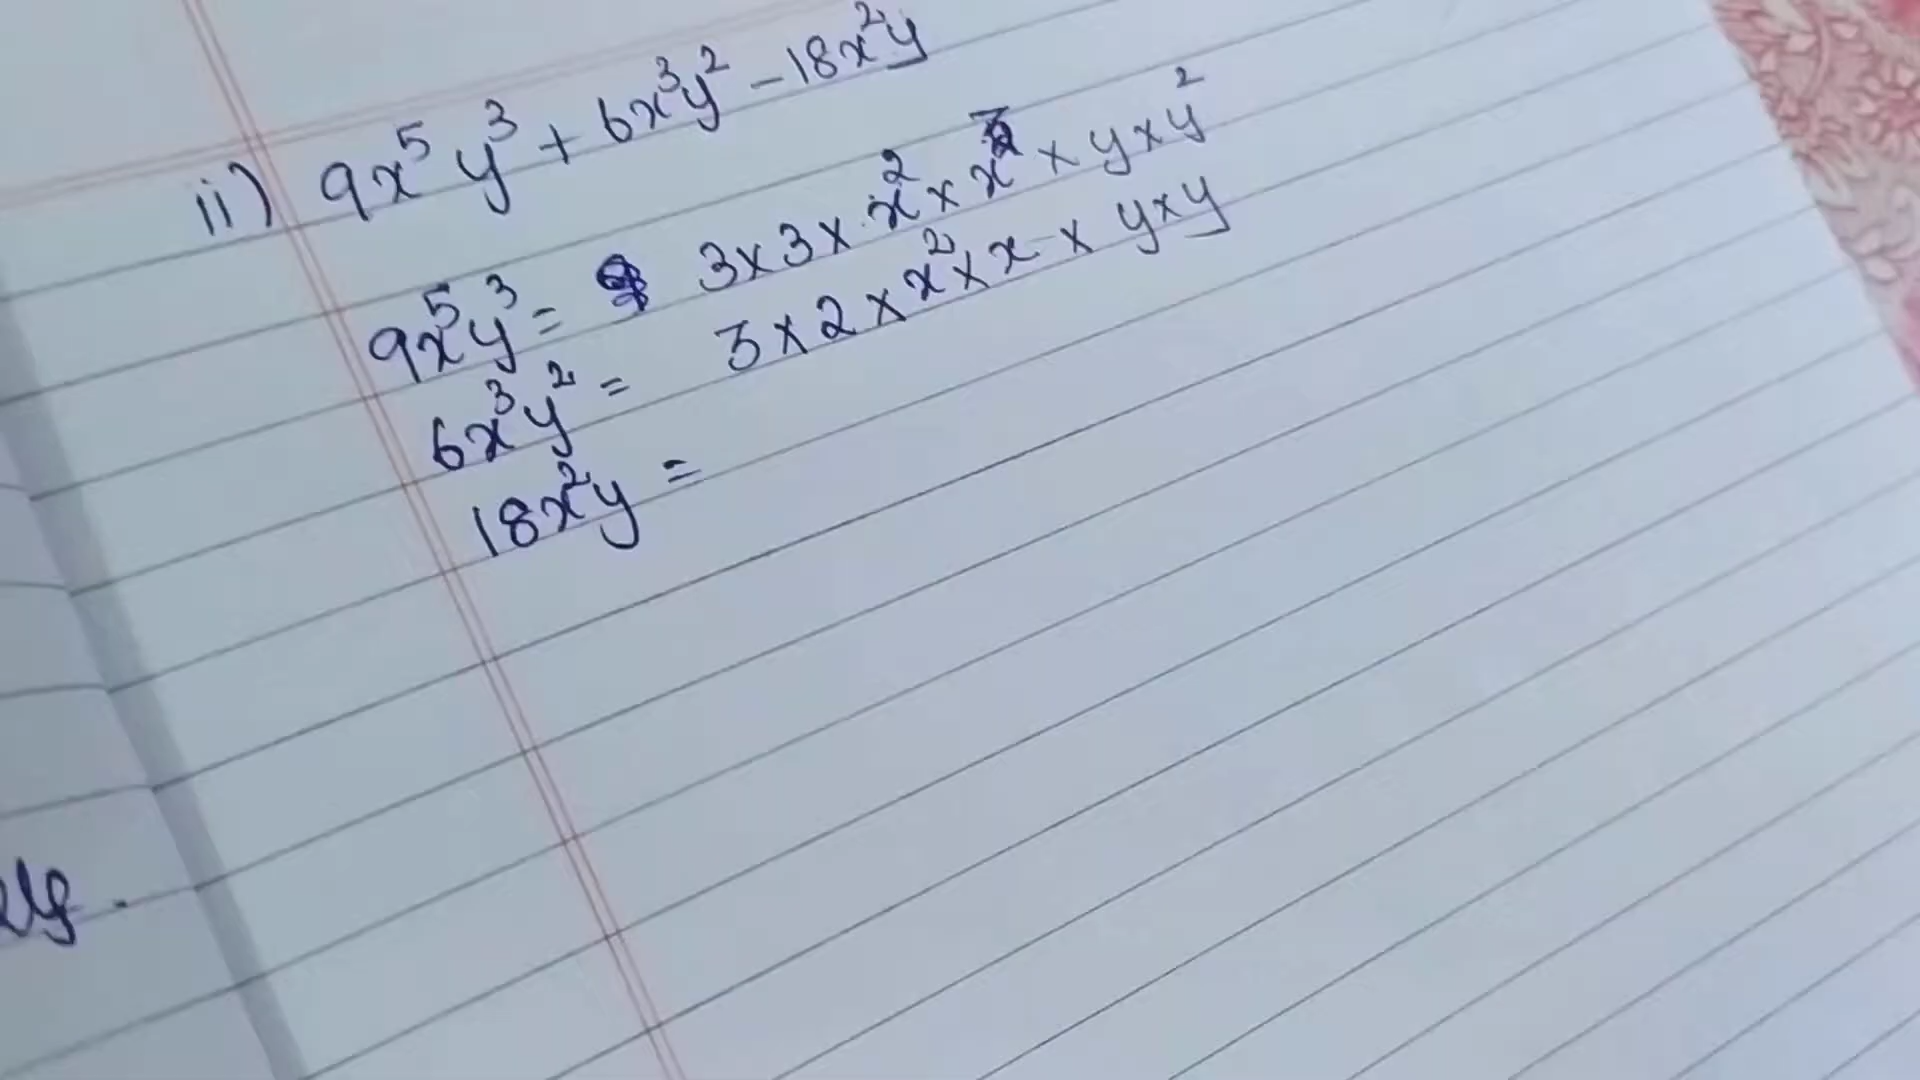 ii) 9x⁵y³ + 6x³y² - 18x²y
9x⁵y³ = 3 x 3 x x² x x³ x y x y²
6x³y² = 3 x 2 x x² x x x y x y
18x²y =